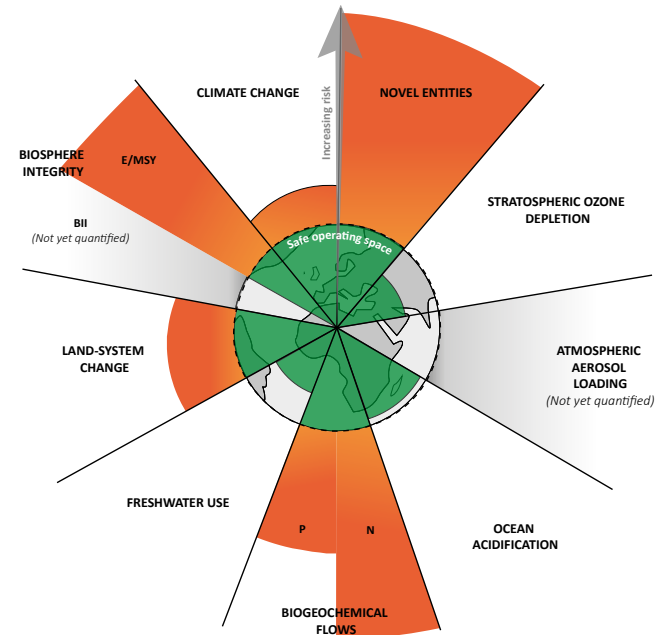 CLIMATE CHANGE
NOVEL ENTITIES
Increasing risk
BIOSPHERE
INTEGRITY
E/MSY
BII
(Not yet quantified)
STRATOSPHERIC OZONE
DEPLETION
Safe operating space
LAND-SYSTEM
CHANGE
ATMOSPHERIC
AEROSOL
LOADING
(Not yet quantified)
FRESHWATER USE
P
N
OCEAN
ACIDIFICATION
BIOGEOCHEMICAL
FLOWS